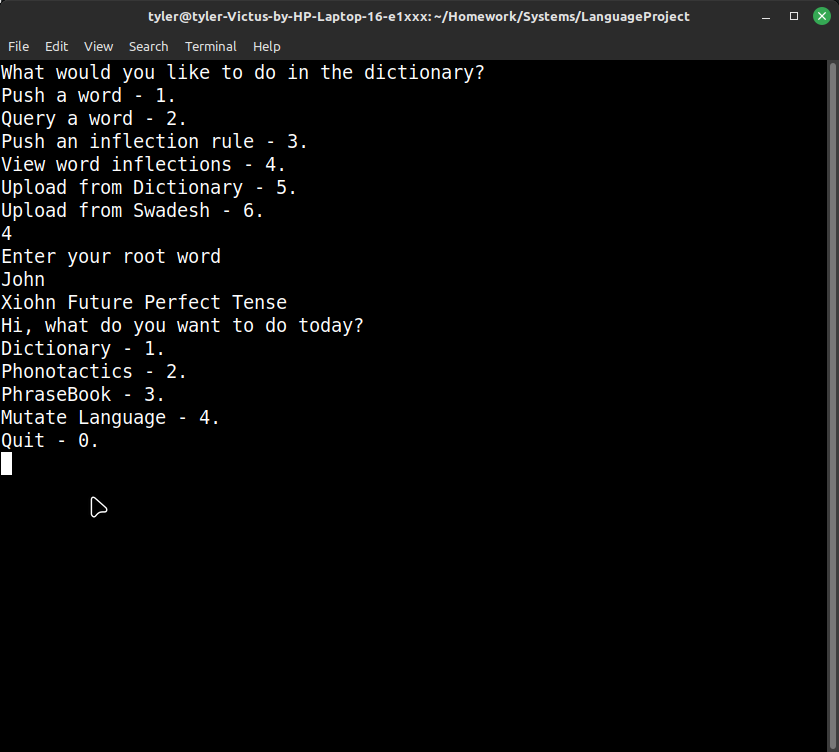 tyler@tyler-Victus-by-HP-Laptop-16-e1xxx: ~/Homework/Systems/LanguageProject
File Edit View Search Terminal Help
What would you like to do in the dictionary?
Push a word - 1.
Query a word - 2.
Push an inflection rule - 3.
View word inflections - 4.
Upload from Dictionary - 5.
Upload from Swadesh - 6.
4
Enter your root word
John
Xiohn Future Perfect Tense
Hi, what do you want to do today?
Dictionary - 1.
Phonotactics - 2.
PhraseBook - 3.
Mutate Language - 4.
Quit - 0.